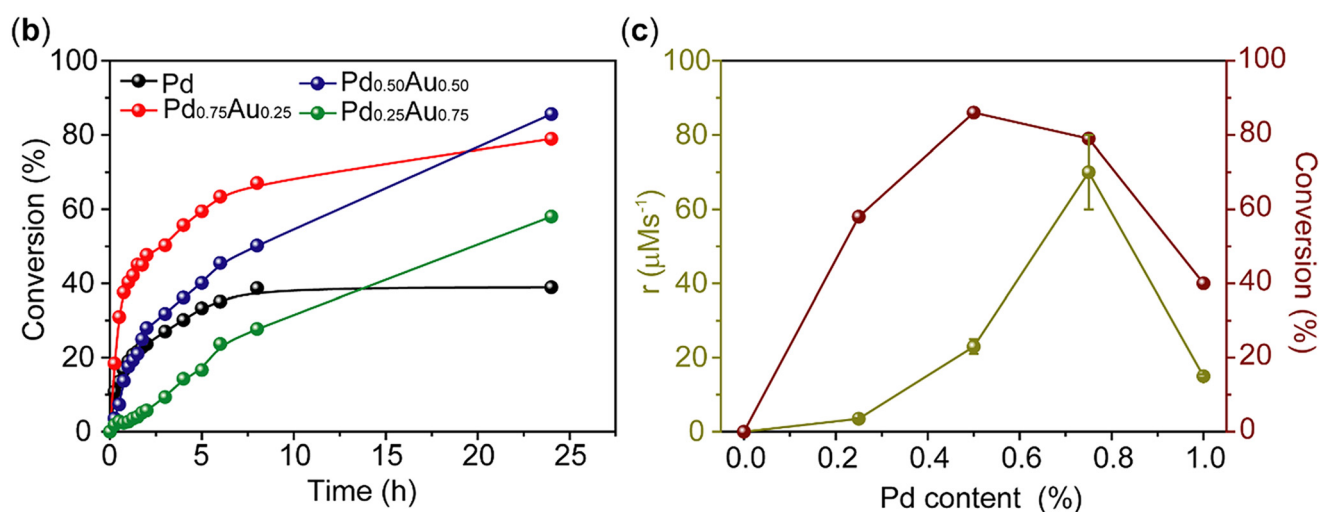 (b)
Conversion (%)
100
80
60
40
20
0
Pd
Pd0.75Au0.25
Pd0.50Au0.50
Pd0.25Au0.75
0 5 10 15 20 25
Time (h)
(c)
r (μMs-1)
100
80
60
40
20
0
0.0 0.2 0.4 0.6 0.8 1.0
Pd content (%)
100
80
60
40
20
0
Conversion (%)